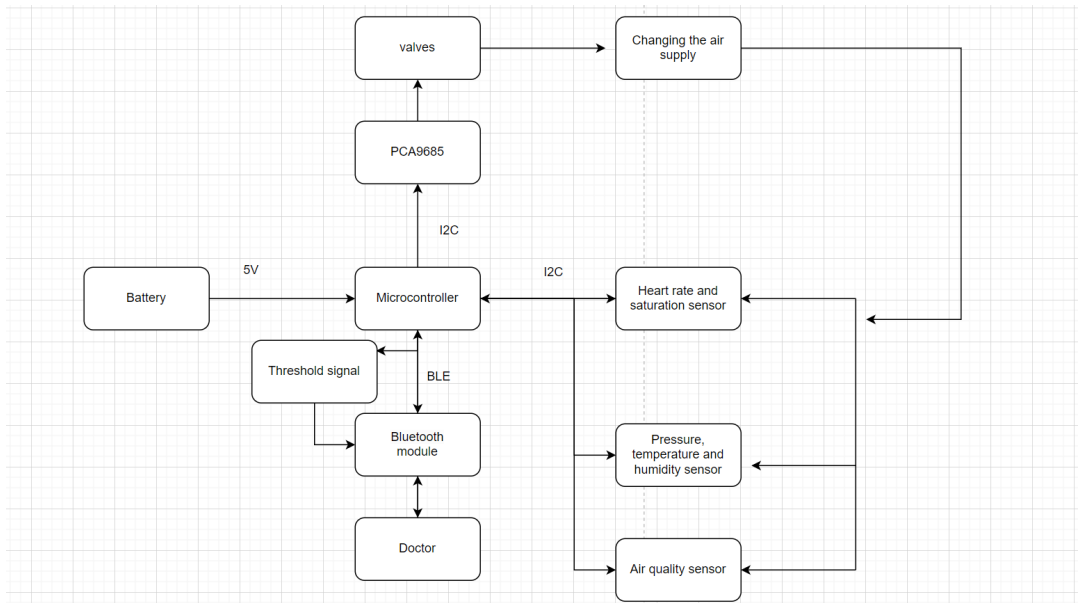 valves
Changing the air
supply
PCA9685
I2C
5V
I2C
Battery
Microcontroller
Heart rate and
saturation sensor
Threshold signal
BLE
Bluetooth
module
Pressure,
temperature and
humidity sensor
Doctor
Air quality sensor